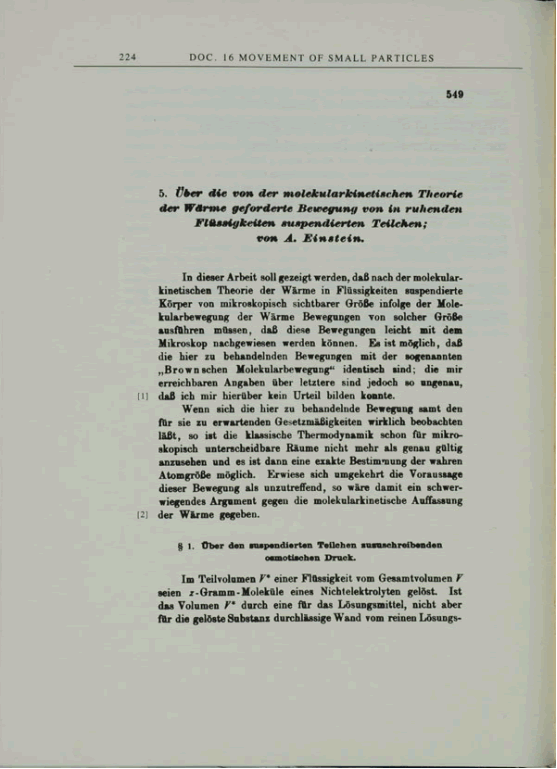 224 DOC. 16 MOVEMENT OF SMALL PARTICLES
549
5. Über die von der molekularkinetischen Theorie
der Wärme geforderte Bewegung von in ruhenden
Flüssigkeiten suspendierten Teilchen;
von A. Einstein.
In dieser Arbeit soll gezeigt werden, daß nach der molekular-
kinetischen Theorie der Wärme in Flüssigkeiten suspendierte
Körper von mikroskopisch sichtbarer Größe infolge der Mole-
kularbewegung der Wärme Bewegungen von solcher Größe
ausführen müssen, daß diese Bewegungen leicht mit dem
Mikroskop nachgewiesen werden können. Es ist möglich, daß
die hier zu behandelnden Bewegungen mit der sogenannten
„Brownschen Molekularbewegung“ identisch sind; die mir
erreichbaren Angaben über letztere sind jedoch so ungenau,
[1] daß ich mir hierüber kein Urteil bilden konnte.
Wenn sich die hier zu behandelnde Bewegung samt den
für sie zu erwartenden Gesetzmäßigkeiten wirklich beobachten
läßt, so ist die klassische Thermodynamik schon für mikro-
skopisch unterscheidbare Räume nicht mehr als genau gültig
anzusehen und es ist dann eine exakte Bestimmung der wahren
Atomgröße möglich. Erwiese sich umgekehrt die Voraussage
dieser Bewegung als unzutreffend, so wäre damit ein schwer-
wiegendes Argument gegen die molekularkinetische Auffassung
[2] der Wärme gegeben.
§ 1. Über den suspendierten Teilchen zuzuschreibenden
osmotischen Druck.
Im Teilvolumen V* einer Flüssigkeit vom Gesamtvolumen V
seien z-Gramm-Moleküle eines Nichtelektrolyten gelöst. Ist
das Volumen V* durch eine für das Lösungsmittel, nicht aber
für die gelöste Substanz durchlässige Wand vom reinen Lösungs-